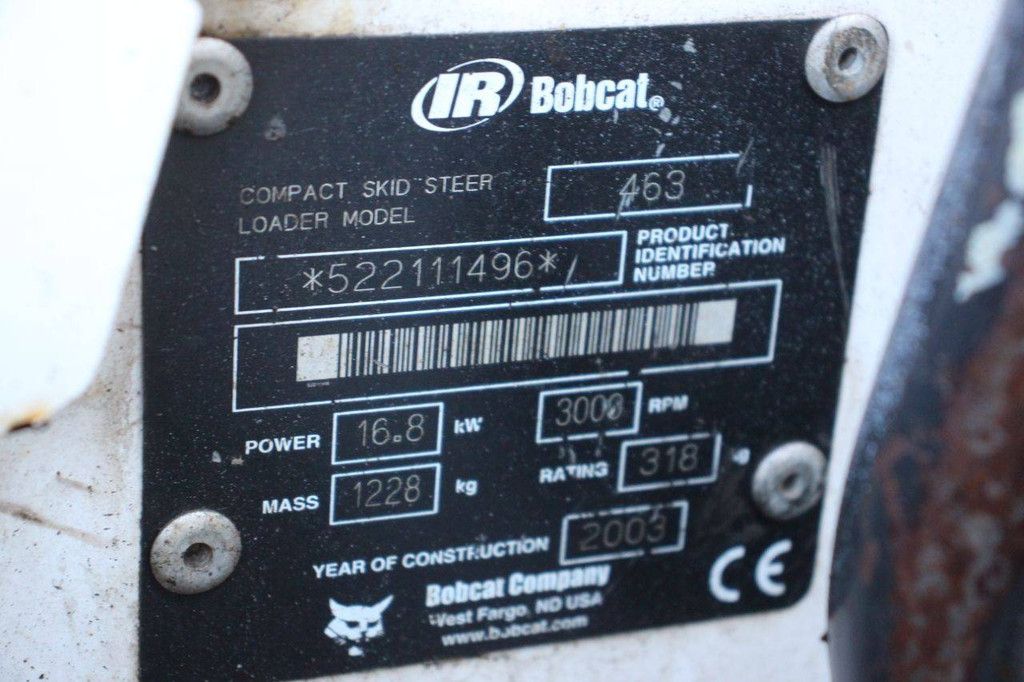 IR Bobcat®
COMPACT SKID STEER
LOADER MODEL
463
*522111496*
PRODUCT
IDENTIFICATION
NUMBER
POWER 16.8 kW 3000 RPM
MASS 1228 kg RATING 318
YEAR OF CONSTRUCTION 2003
Bobcat Company
West Fargo, ND USA
www.bobcat.com
CE